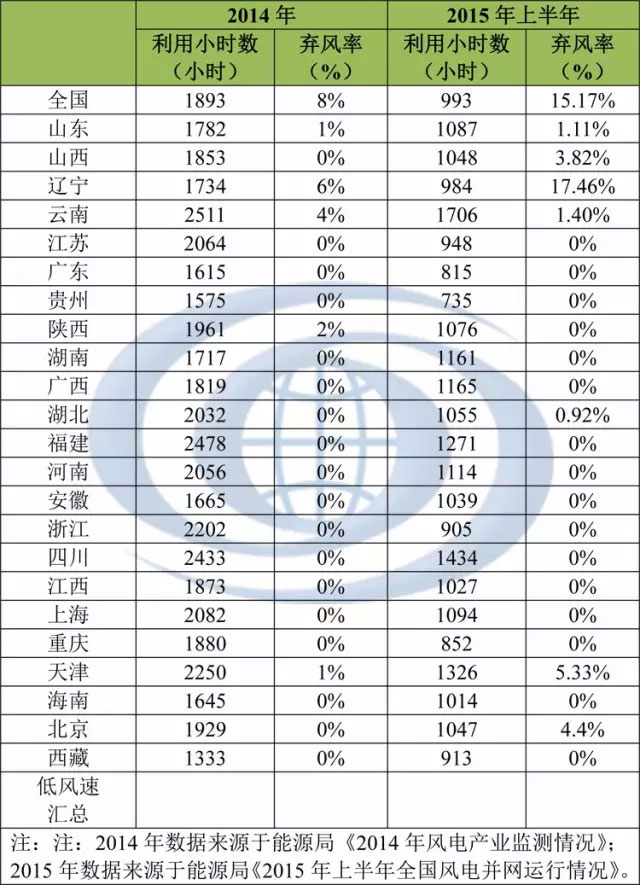 2014 年 2015 年上半年
利用小时数（小时） 弃风率（%） 利用小时数（小时） 弃风率（%）
全国 1893 8% 993 15.17%
山东 1782 1% 1087 1.11%
山西 1853 0% 1048 3.82%
辽宁 1734 6% 984 17.46%
云南 2511 4% 1706 1.40%
江苏 2064 0% 948 0%
广东 1615 0% 815 0%
贵州 1575 0% 735 0%
陕西 1961 2% 1076 0%
湖南 1717 0% 1161 0%
广西 1819 0% 1165 0%
湖北 2032 0% 1055 0.92%
福建 2478 0% 1271 0%
河南 2056 0% 1114 0%
安徽 1665 0% 1039 0%
浙江 2202 0% 905 0%
四川 2433 0% 1434 0%
江西 1873 0% 1027 0%
上海 2082 0% 1094 0%
重庆 1880 0% 852 0%
天津 2250 1% 1326 5.33%
海南 1645 0% 1014 0%
北京 1929 0% 1047 4.4%
西藏 1333 0% 913 0%
低风速
汇总
注：注：2014 年数据来源于能源局《2014 年风电产业监测情况》；
2015 年数据来源于能源局《2015 年上半年全国风电并网运行情况》。